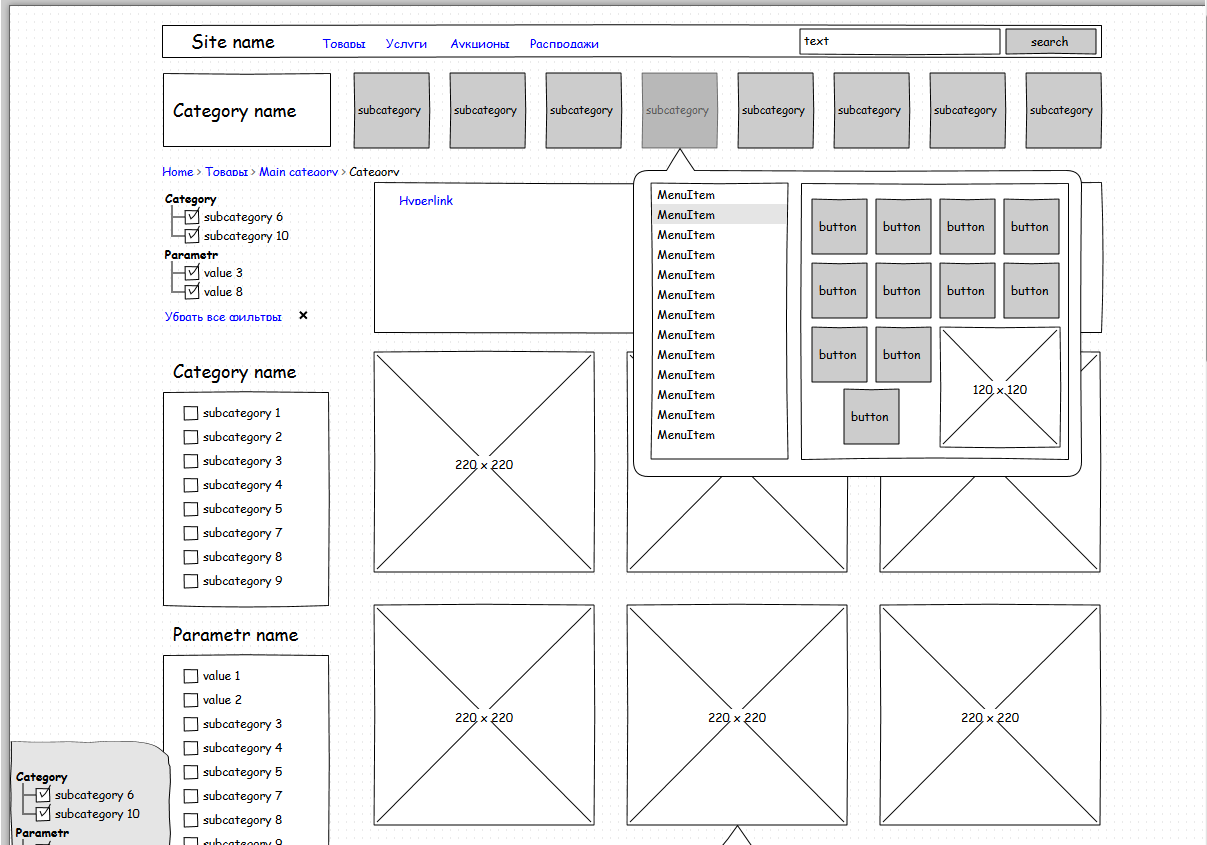 Site name Товары Услуги Аукционы Распродажи text search
Category name subcategory subcategory subcategory subcategory subcategory subcategory subcategory subcategory
Home > Товары > Main category > Category
Category
subcategory 6
subcategory 10
Parametr
value 3
value 8
Убрать все фильтры
Hyperlink
MenuItem
MenuItem
MenuItem
MenuItem
MenuItem
MenuItem
MenuItem
MenuItem
MenuItem
MenuItem
MenuItem
MenuItem
MenuItem
button button button button
button button button button
button button
120 x 120
button
Category name
subcategory 1
subcategory 2
subcategory 3
subcategory 4
subcategory 5
subcategory 7
subcategory 8
subcategory 9
220 x 220
Parametr name
value 1
value 2
subcategory 3
subcategory 4
subcategory 5
subcategory 7
subcategory 8
subcategory 9
220 x 220 220 x 220 220 x 220
Category
subcategory 6
subcategory 10
Parametr